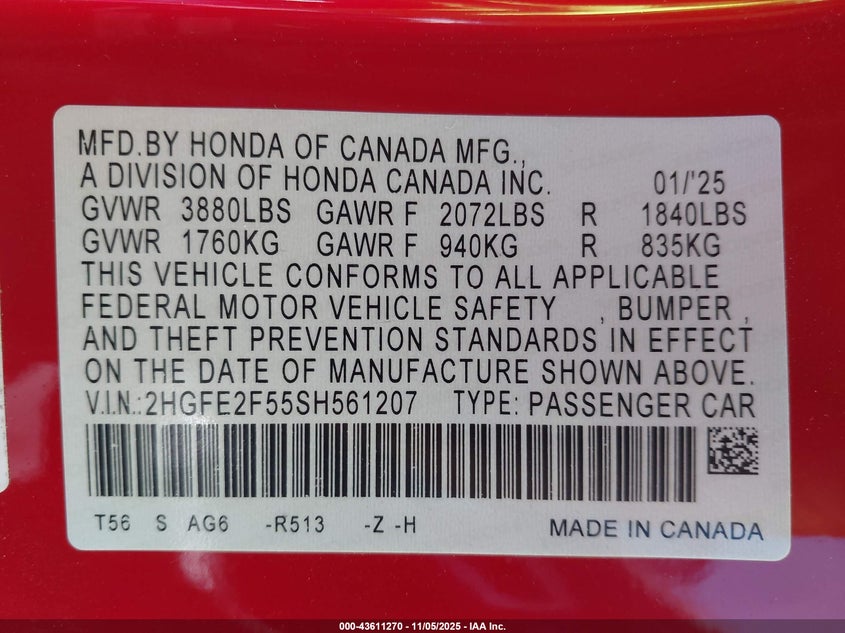 MFD.BY HONDA OF CANADA MFG.,
A DIVISION OF HONDA CANADA INC. 01/'25
GVWR 3880LBS GAWR F 2072LBS R 1840LBS
GVWR 1760KG GAWR F 940KG R 835KG
THIS VEHICLE CONFORMS TO ALL APPLICABLE
FEDERAL MOTOR VEHICLE SAFETY , BUMPER ,
AND THEFT PREVENTION STANDARDS IN EFFECT
ON THE DATE OF MANUFACTURE SHOWN ABOVE.
V.I.N.:2HGFE2F55SH561207 TYPE: PASSENGER CAR
T56 S AG6 -R513 -Z -H MADE IN CANADA
000-43611270 - 11/05/2025 - IAA Inc.